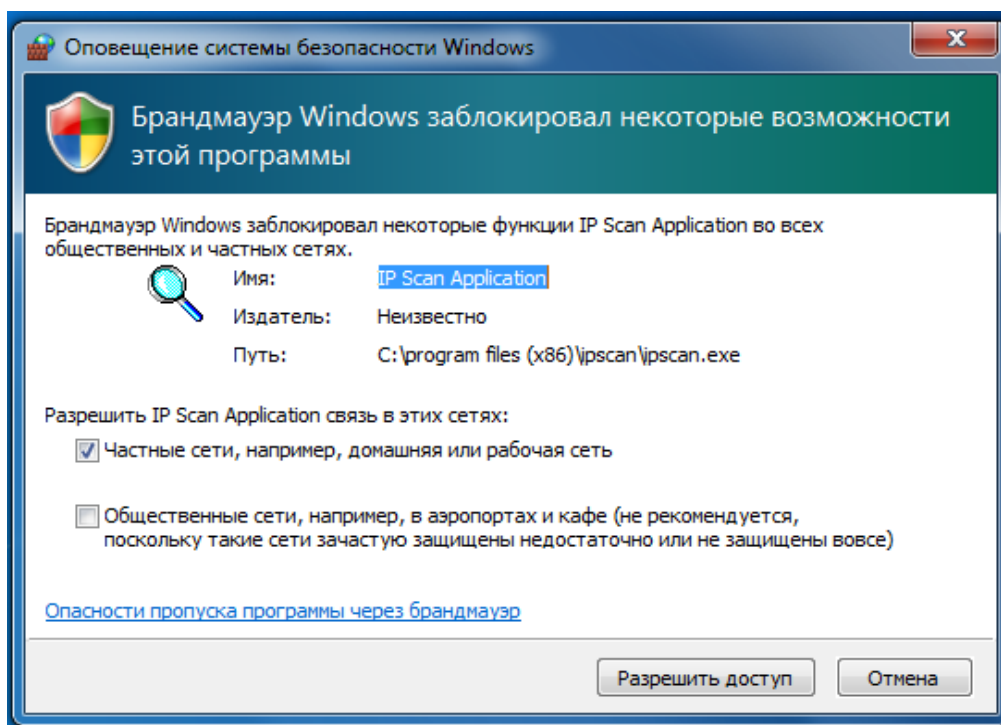 Оповещение системы безопасности Windows
Брандмауэр Windows заблокировал некоторые возможности
этой программы
Брандмауэр Windows заблокировал некоторые функции IP Scan Application во всех
общественных и частных сетях.
Имя: IP Scan Application
Издатель: Неизвестно
Путь: C:\program files (x86)\ipscan\ipscan.exe
Разрешить IP Scan Application связь в этих сетях:
Частные сети, например, домашняя или рабочая сеть
Общественные сети, например, в аэропортах и кафе (не рекомендуется,
поскольку такие сети зачастую защищены недостаточно или не защищены вовсе)
Опасности пропуска программы через брандмауэр
Разрешить доступ Отмена